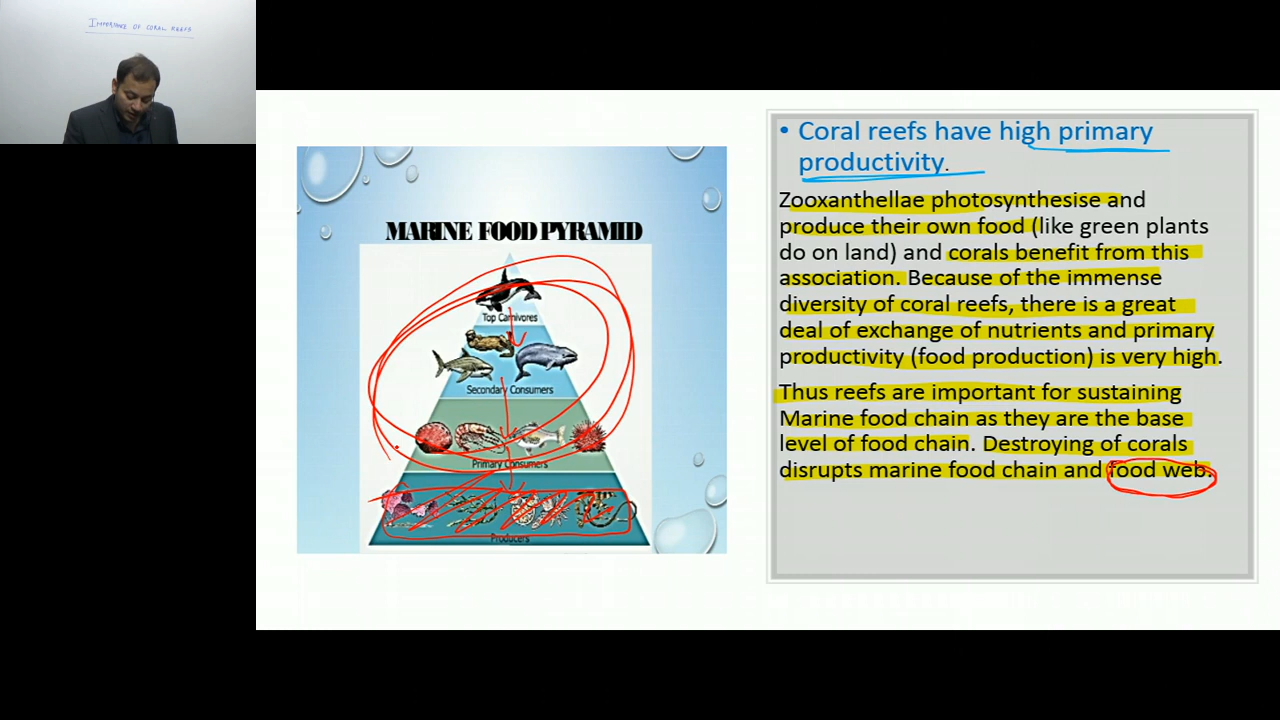 IMPORTANCE OF CORAL REEFS
MARINE FOOD PYRAMID
Top Carnivores
Secondary Consumers
Primary Consumers
Producers
• Coral reefs have high primary
productivity.
Zooxanthellae photosynthesise and
produce their own food (like green plants
do on land) and corals benefit from this
association. Because of the immense
diversity of coral reefs, there is a great
deal of exchange of nutrients and primary
productivity (food production) is very high.
Thus reefs are important for sustaining
Marine food chain as they are the base
level of food chain. Destroying of corals
disrupts marine food chain and food web.